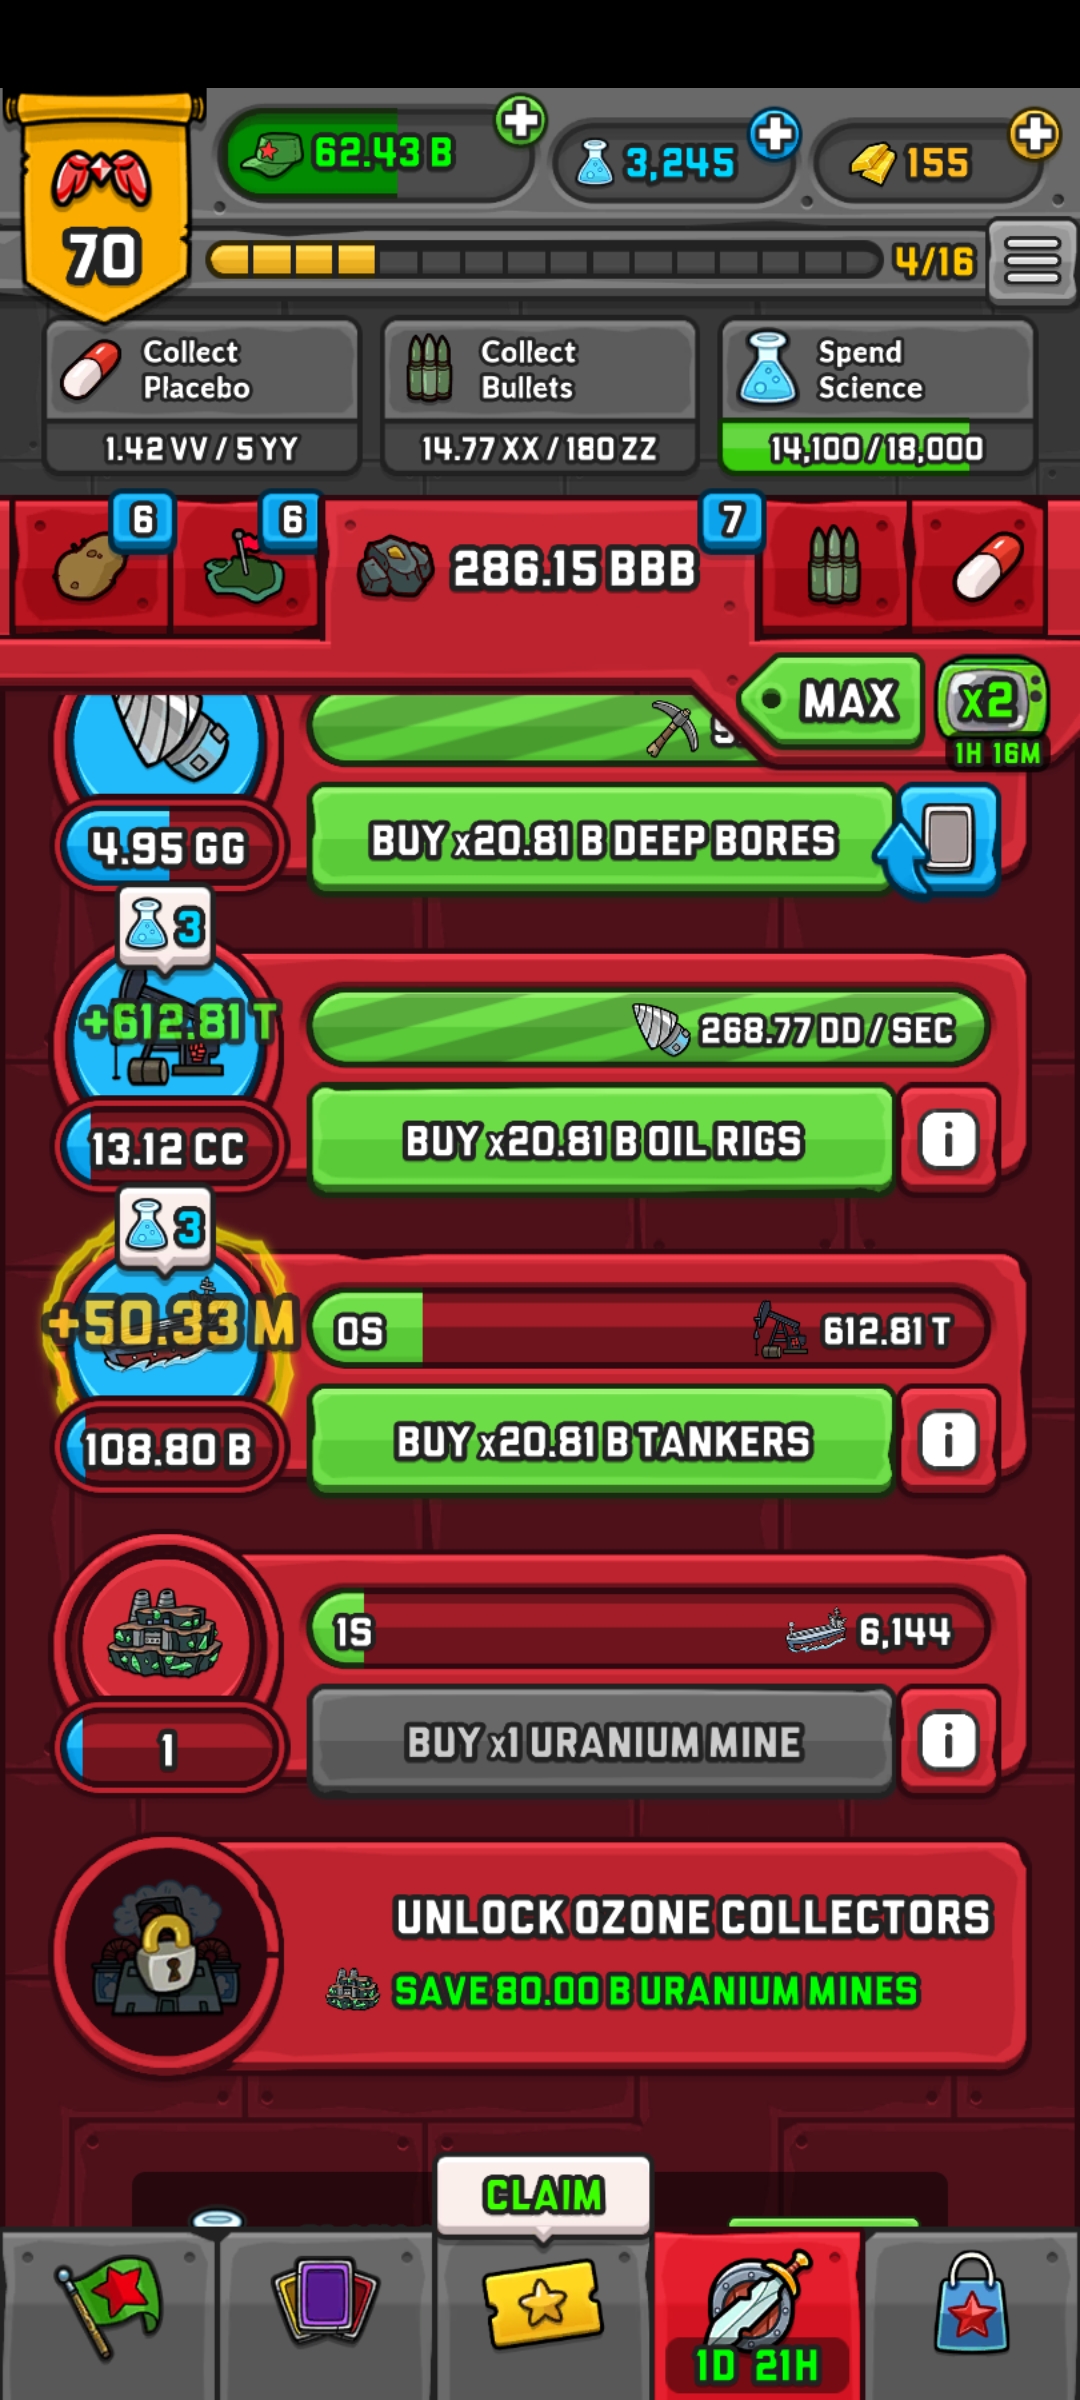 62.43 B
3,245
155
70
4/16
Collect
Placebo
1.42 VV / 5 YY
Collect
Bullets
14.77 XX / 180 ZZ
Spend
Science
14,100 / 18,000
6
6
286.15 BBB
7
MAX
x2
1H 16M
4.95 GG
BUY x20.81 B DEEP BORES
3
+612.81 T
268.77 DD / SEC
13.12 CC
BUY x20.81 B OIL RIGS
3
+50.33 M
0S
612.81 T
108.80 B
BUY x20.81 B TANKERS
1S
6,144
1
BUY x1 URANIUM MINE
UNLOCK OZONE COLLECTORS
SAVE 80.00 B URANIUM MINES
CLAIM
1D 21H